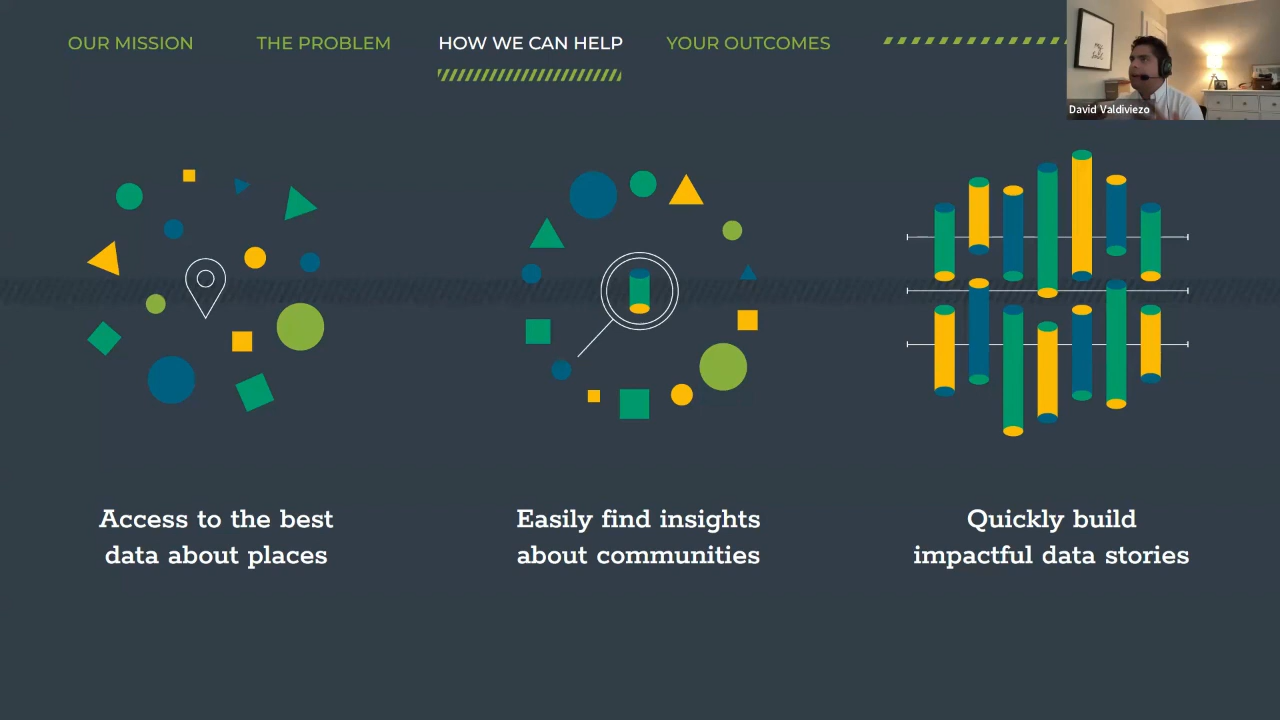 OUR MISSION
THE PROBLEM
HOW WE CAN HELP
YOUR OUTCOMES
David Valdiviezo
Access to the best
data about places
Easily find insights
about communities
Quickly build
impactful data stories